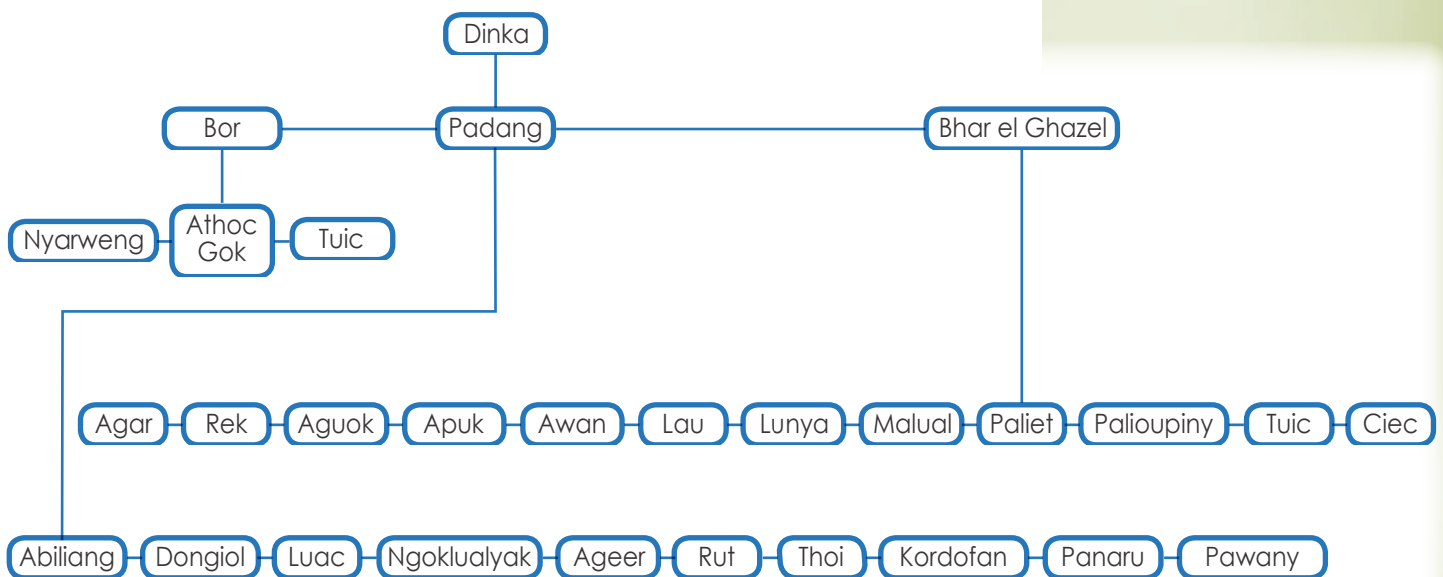 Dinka
Bor
Padang
Bhar el Ghazel
Nyarweng
Athoc
Gok
Tuic
Agar
Rek
Aguok
Apuk
Awan
Lau
Lunya
Malual
Paliet
Palioupiny
Tuic
Ciec
Abiliang
Dongiol
Luac
Ngoklualyak
Ageer
Rut
Thoi
Kordofan
Panaru
Pawany